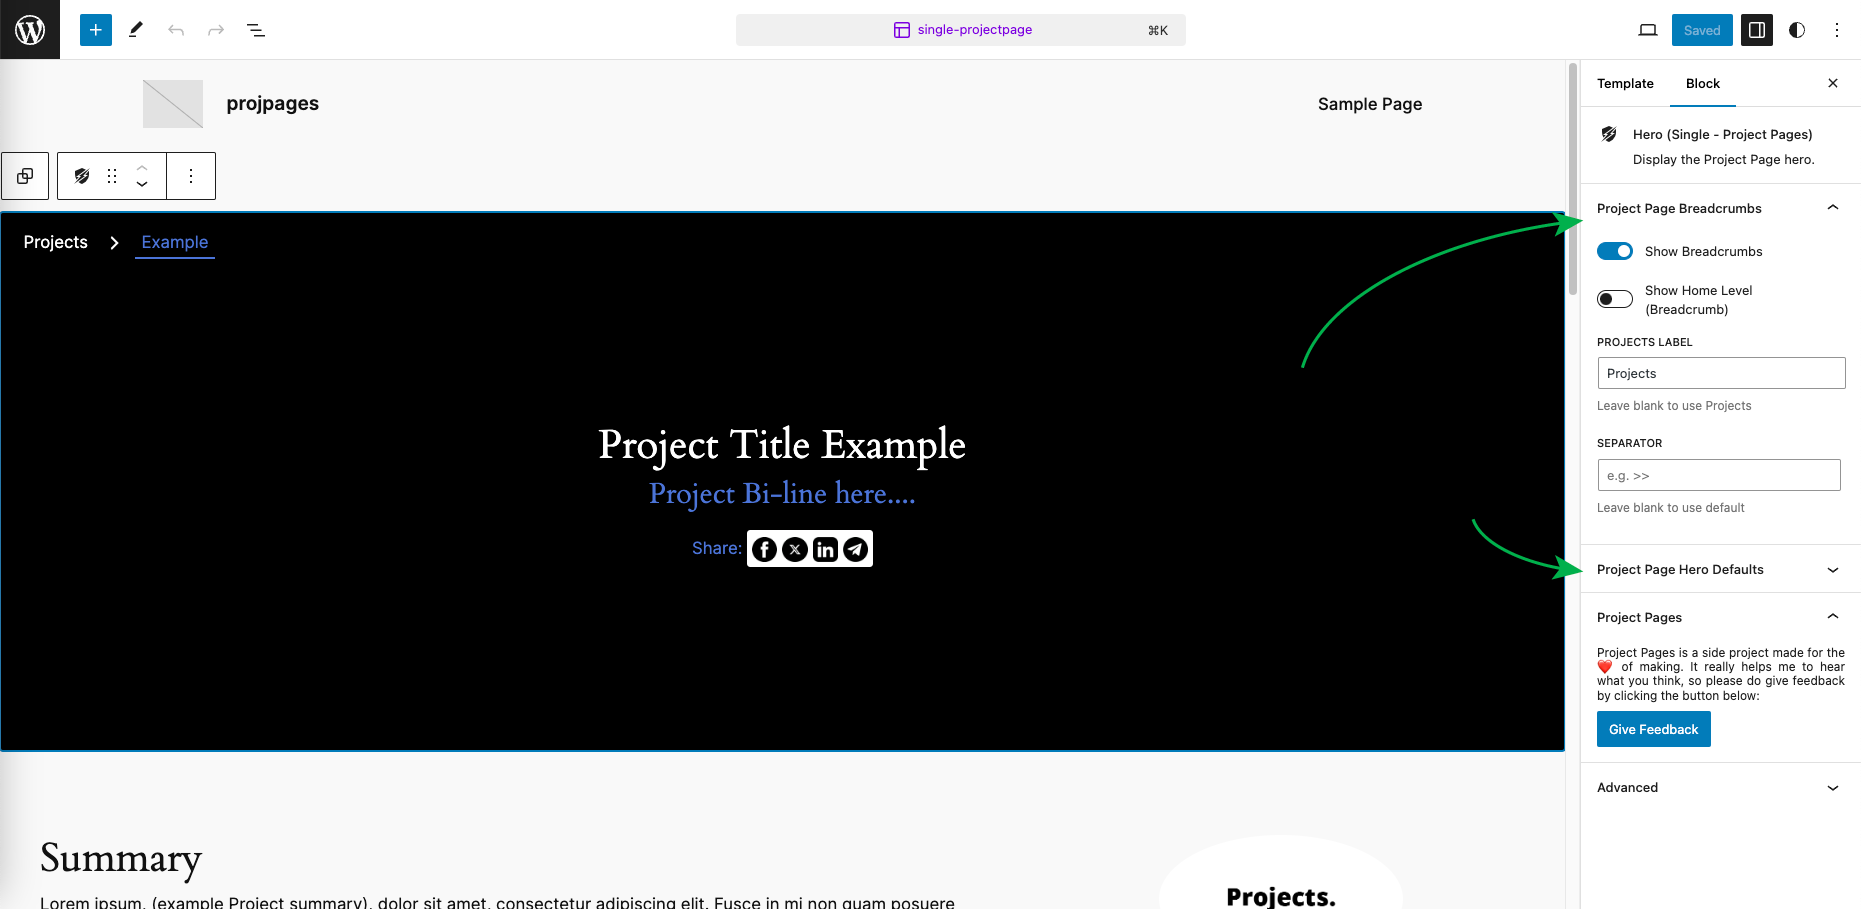 single-projectpage
⌘K
Saved
projpages
Sample Page
Projects
Example
Project Title Example
Project Bi-line here....
Share:
Summary
Lorem ipsum, (example Project summary), dolor sit amet, consectetur adipiscing elit. Fusce in mi non quam posuere
Projects.
Template
Block
Hero (Single - Project Pages)
Display the Project Page hero.
Project Page Breadcrumbs
Show Breadcrumbs
Show Home Level
(Breadcrumb)
PROJECTS LABEL
Projects
Leave blank to use Projects
SEPARATOR
e.g. >>
Leave blank to use default
Project Page Hero Defaults
Project Pages
Project Pages is a side project made for the
❤️ of making. It really helps me to hear
what you think, so please do give feedback
by clicking the button below:
Give Feedback
Advanced